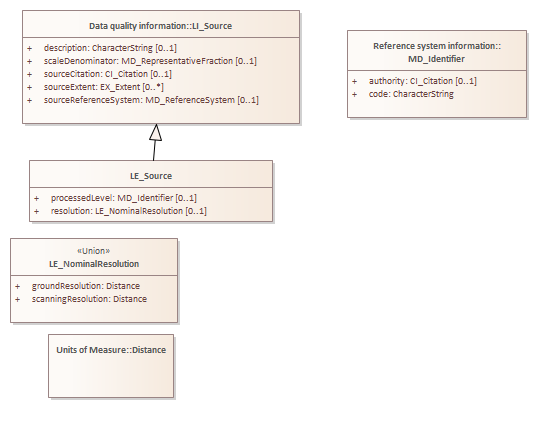 Data quality information::LI_Source
+ description: CharacterString [0..1]
+ scaleDenominator: MD_RepresentativeFraction [0..1]
+ sourceCitation: CI_Citation [0..1]
+ sourceExtent: EX_Extent [0..*]
+ sourceReferenceSystem: MD_ReferenceSystem [0..1]
Reference system information::
MD_Identifier
+ authority: CI_Citation [0..1]
+ code: CharacterString
LE_Source
+ processedLevel: MD_Identifier [0..1]
+ resolution: LE_NominalResolution [0..1]
«Union»
LE_NominalResolution
+ groundResolution: Distance
+ scanningResolution: Distance
Units of Measure::Distance